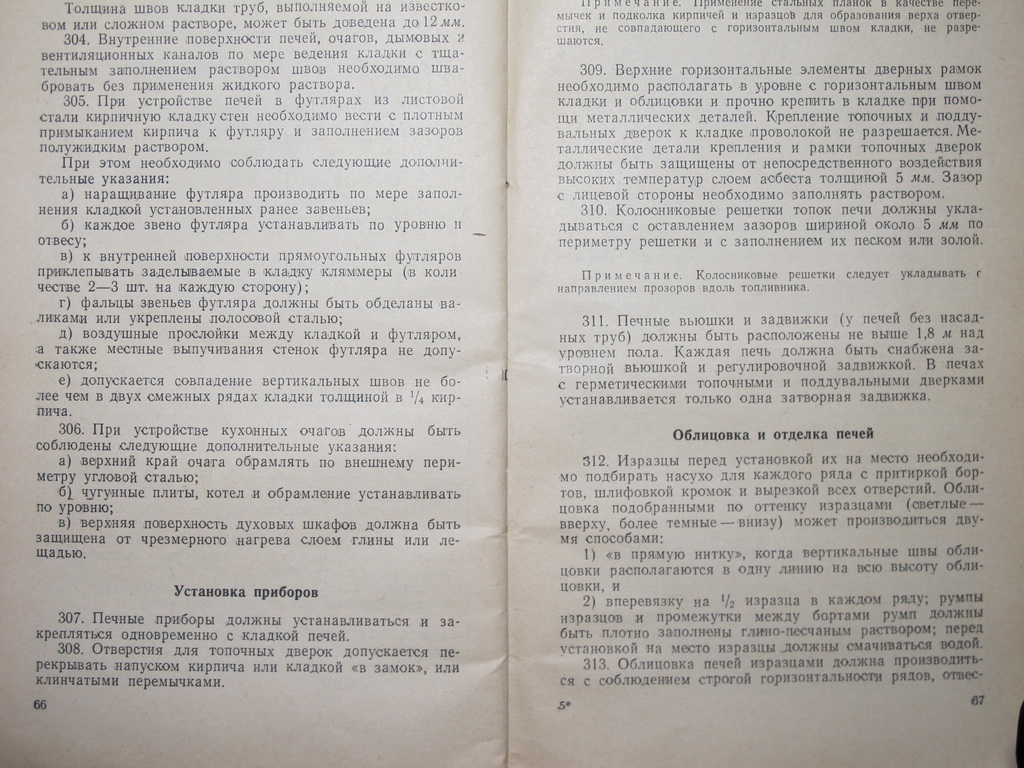 Толщина швов кладки труб, выполняемой на известко-
вом или сложном растворе, может быть доведена до 12 мм.
304. Внутренние поверхности печей, очагов, дымовых и
вентиляционных каналов по мере ведения кладки с тща-
тельным заполнением раствором швов необходимо шва-
бровать без применения жидкого раствора.
305. При устройстве печей в футлярах из листовой
стали кирпичную кладку стен необходимо вести с плотным
примыканием кирпича к футляру и заполнением зазоров
полужидким раствором.
При этом необходимо соблюдать следующие дополни-
тельные указания:
а) наращивание футляра производить по мере запол-
нения кладкой установленных ранее завеньев;
б) каждое звено футляра устанавливать по уровню и
отвесу;
в) к внутренней поверхности прямоугольных футляров
приклепывать заделываемые в кладку кляммеры (в коли
честве 2—3 шт. на каждую сторону);
г) фальцы звеньев футляра должны быть обделаны ва-
ликами или укреплены полосовой сталью;
д) воздушные прослойки между кладкой и футляром,
а также местные выпучивания стенок футляра не допу-
скаются;
е) допускается совпадение вертикальных швов не бо-
лее чем в двух смежных рядах кладки толщиной в 1/4 кир-
пича.
306. При устройстве кухонных очагов должны быть
соблюдены следующие дополнительные указания:
а) верхний край очага обрамлять по внешнему пери-
метру угловой сталью;
б) чугунные плиты, котел и обрамление устанавливать
по уровню;
в) верхняя поверхность духовых шкафов должна быть
защищена от чрезмерного нагрева слоем глины или ле-
щадью.
Установка приборов
307. Печные приборы должны устанавливаться и за-
крепляться одновременно с кладкой печей.
308. Отверстия для топочных дверок допускается пе-
рекрывать напуском кирпича или кладкой «в замок», или
клинчатыми перемычками.
66
Примечание. Применение стальных планок в качестве пере-
мычек и подколка кирпичей и изразцов для образования верха отвер-
стия, не совпадающего с горизонтальным швом кладки, не разре-
шаются.
309. Верхние горизонтальные элементы дверных рамок
необходимо располагать в уровне с горизонтальным швом
кладки и облицовки и прочно крепить в кладке при помо-
щи металлических деталей. Крепление топочных и подду-
вальных дверок к кладке проволокой не разрешается. Ме-
таллические детали крепления и рамки топочных дверок
должны быть защищены от непосредственного воздействия
высоких температур слоем асбеста толщиной 5 мм. Зазор
с лицевой стороны необходимо заполнять раствором.
310. Колосниковые решетки топок печи должны укла-
дываться с оставлением зазоров шириной около 5 мм по
периметру решетки и с заполнением их песком или золой.
Примечание. Колосниковые решетки следует укладывать с
направлением прозоров вдоль топливника.
311. Печные вьюшки и задвижки (у печей без насад-
ных труб) должны быть расположены не выше 1,8 м над
уровнем пола. Каждая печь должна быть снабжена за-
творной вьюшкой и регулировочной задвижкой. В печах
с герметическими топочными и поддувальными дверками
устанавливается только одна затворная задвижка.
Облицовка и отделка печей
312. Изразцы перед установкой их на место необходи-
мо подбирать насухо для каждого ряда с притиркой бор-
тов, шлифовкой кромок и вырезкой всех отверстий. Обли-
цовка подобранными по оттенку изразцами (светлые —
вверху, более темные — внизу) может производиться дву-
мя способами:
1) «в прямую нитку», когда вертикальные швы обли-
цовки располагаются в одну линию на всю высоту обли-
цовки, и
2) вперевязку на 1/2 изразца в каждом ряду; румпы
изразцов и промежутки между бортами румп должны
быть плотно заполнены глино-песчаным раствором; перед
установкой на место изразцы должны смачиваться водой.
313. Облицовка печей изразцами должна производить-
ся с соблюдением строгой горизонтальности рядов, отвес-
5*
67